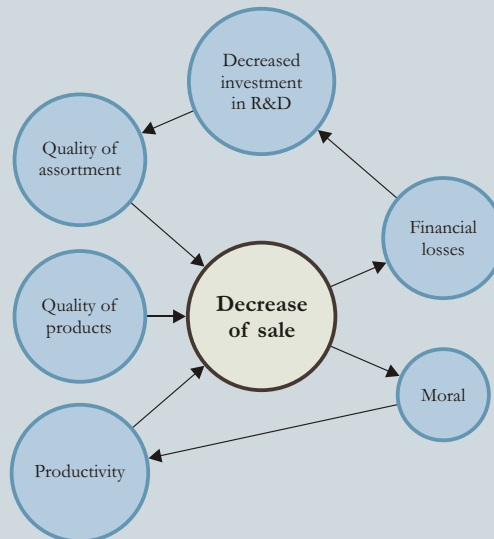 Decreased
investment
in R&D
Quality of
assortment
Financial
losses
Quality of
products
Decrease
of sale
Moral
Productivity